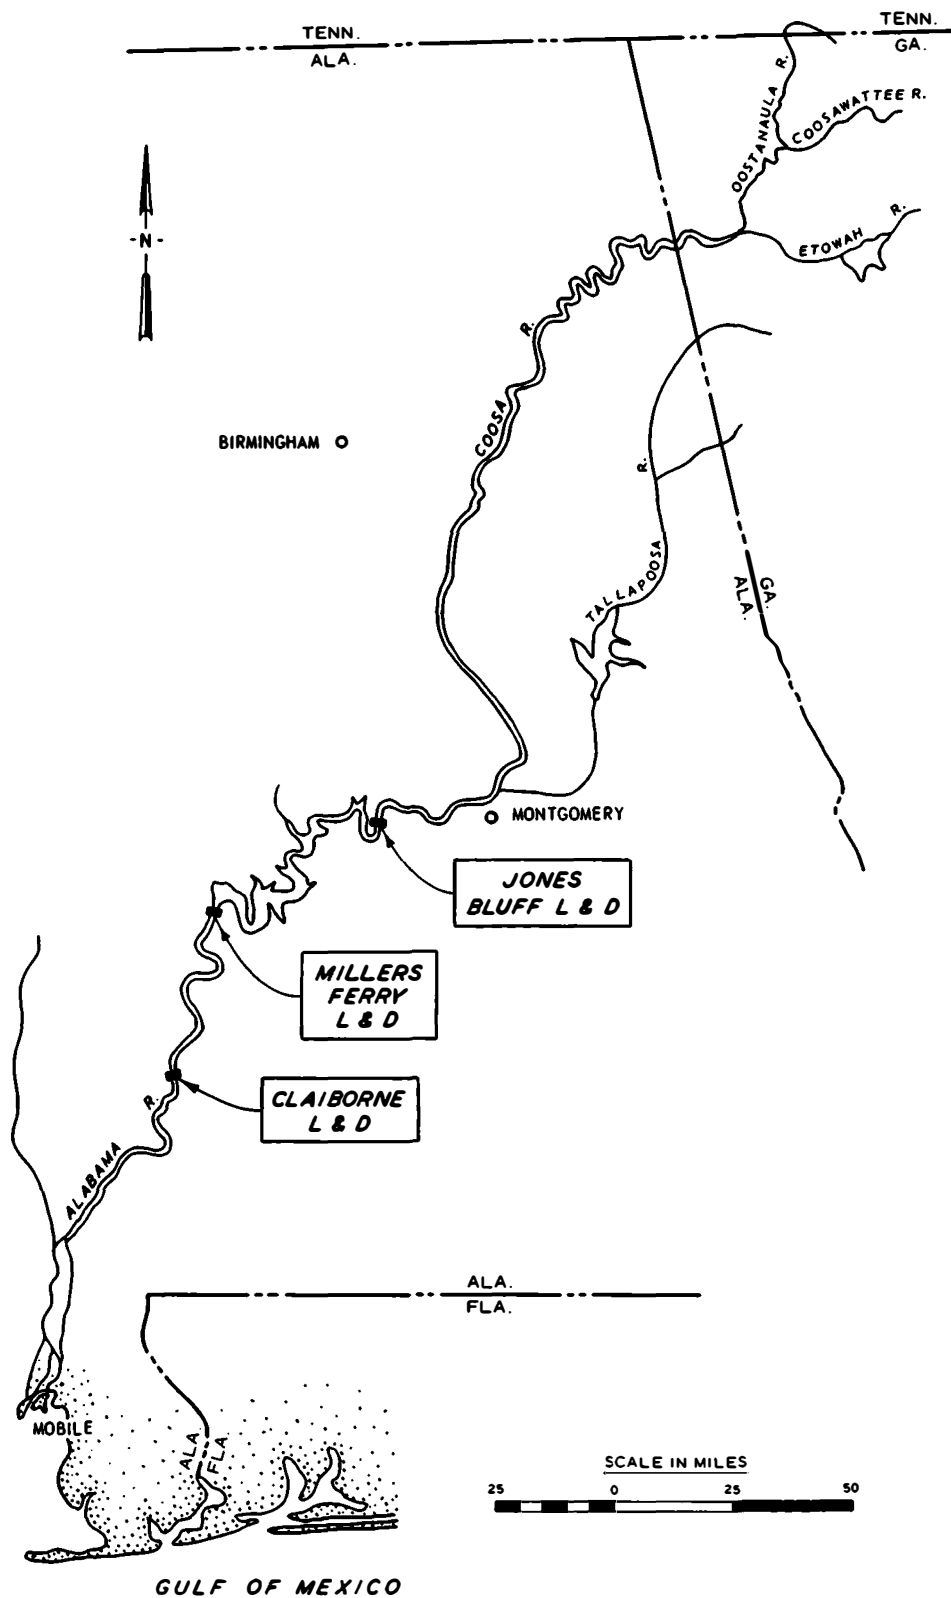 TENN.
ALA.
TENN.
GA.
OOSTANAULA R.
COOSAWATTEE R.
N
ETOWAH R.
COOSA R.
BIRMINGHAM
TALLAPOOSA R.
GA.
ALA.
MONTGOMERY
JONES
BLUFF L & D
MILLERS
FERRY
L & D
CLAIBORNE
L & D
ALABAMA R.
ALA.
FLA.
MOBILE
ALA
FLA
SCALE IN MILES
25 0 25 50
GULF OF MEXICO